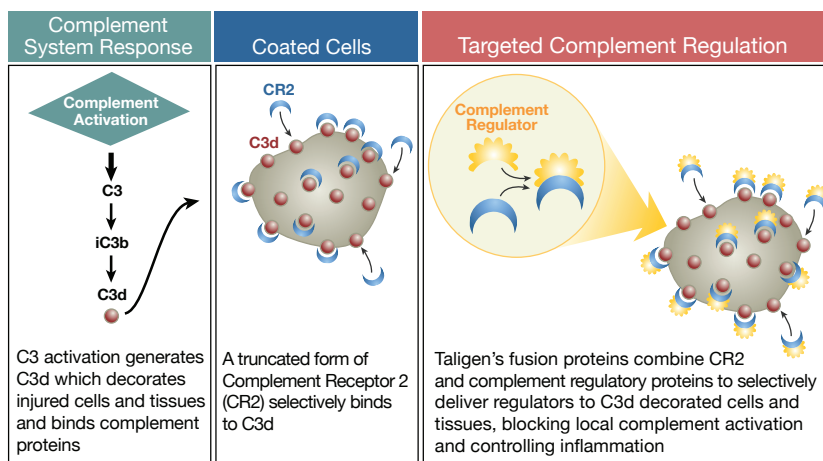 Complement
System Response
Complement
Activation
C3
iC3b
C3d
C3 activation generates
C3d which decorates
injured cells and tissues
and binds complement
proteins
Coated Cells
CR2
C3d
A truncated form of
Complement Receptor 2
(CR2) selectively binds
to C3d
Targeted Complement Regulation
Complement
Regulator
Taligen’s fusion proteins combine CR2
and complement regulatory proteins to selectively
deliver regulators to C3d decorated cells and
tissues, blocking local complement activation
and controlling inflammation